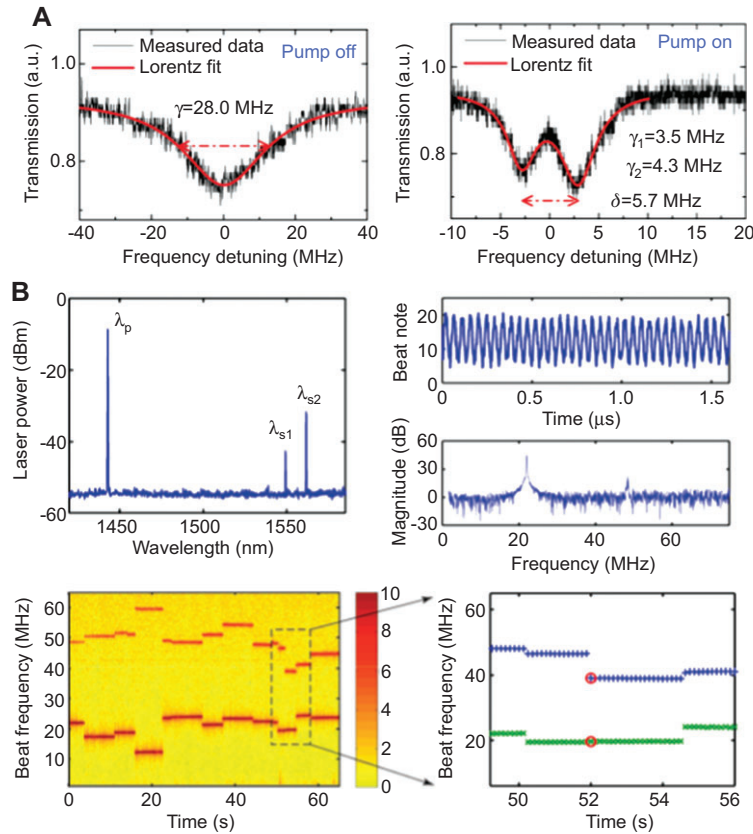 A
Measured data
Lorentz fit
Pump off
γ=28.0 MHz
Transmission (a.u.)
1.0
0.8
-40
-20
0
20
40
Frequency detuning (MHz)
Measured data
Lorentz fit
Pump on
γ1=3.5 MHz
γ2=4.3 MHz
δ=5.7 MHz
Transmission (a.u.)
1.0
0.8
-10
-5
0
5
10
15
20
Frequency detuning (MHz)
B
Laser power (dBm)
0
-20
-40
-60
λp
λs1
λs2
1450
1500
1550
Wavelength (nm)
Beat note
20
10
0
0
0.5
1.0
1.5
Time (μs)
Magnitude (dB)
60
30
0
-30
0
20
40
60
Frequency (MHz)
Beat frequency (MHz)
60
50
40
30
20
10
1
0
20
40
60
Time (s)
10
8
6
4
2
0
Beat frequency (MHz)
60
40
20
50
52
54
56
Time (s)